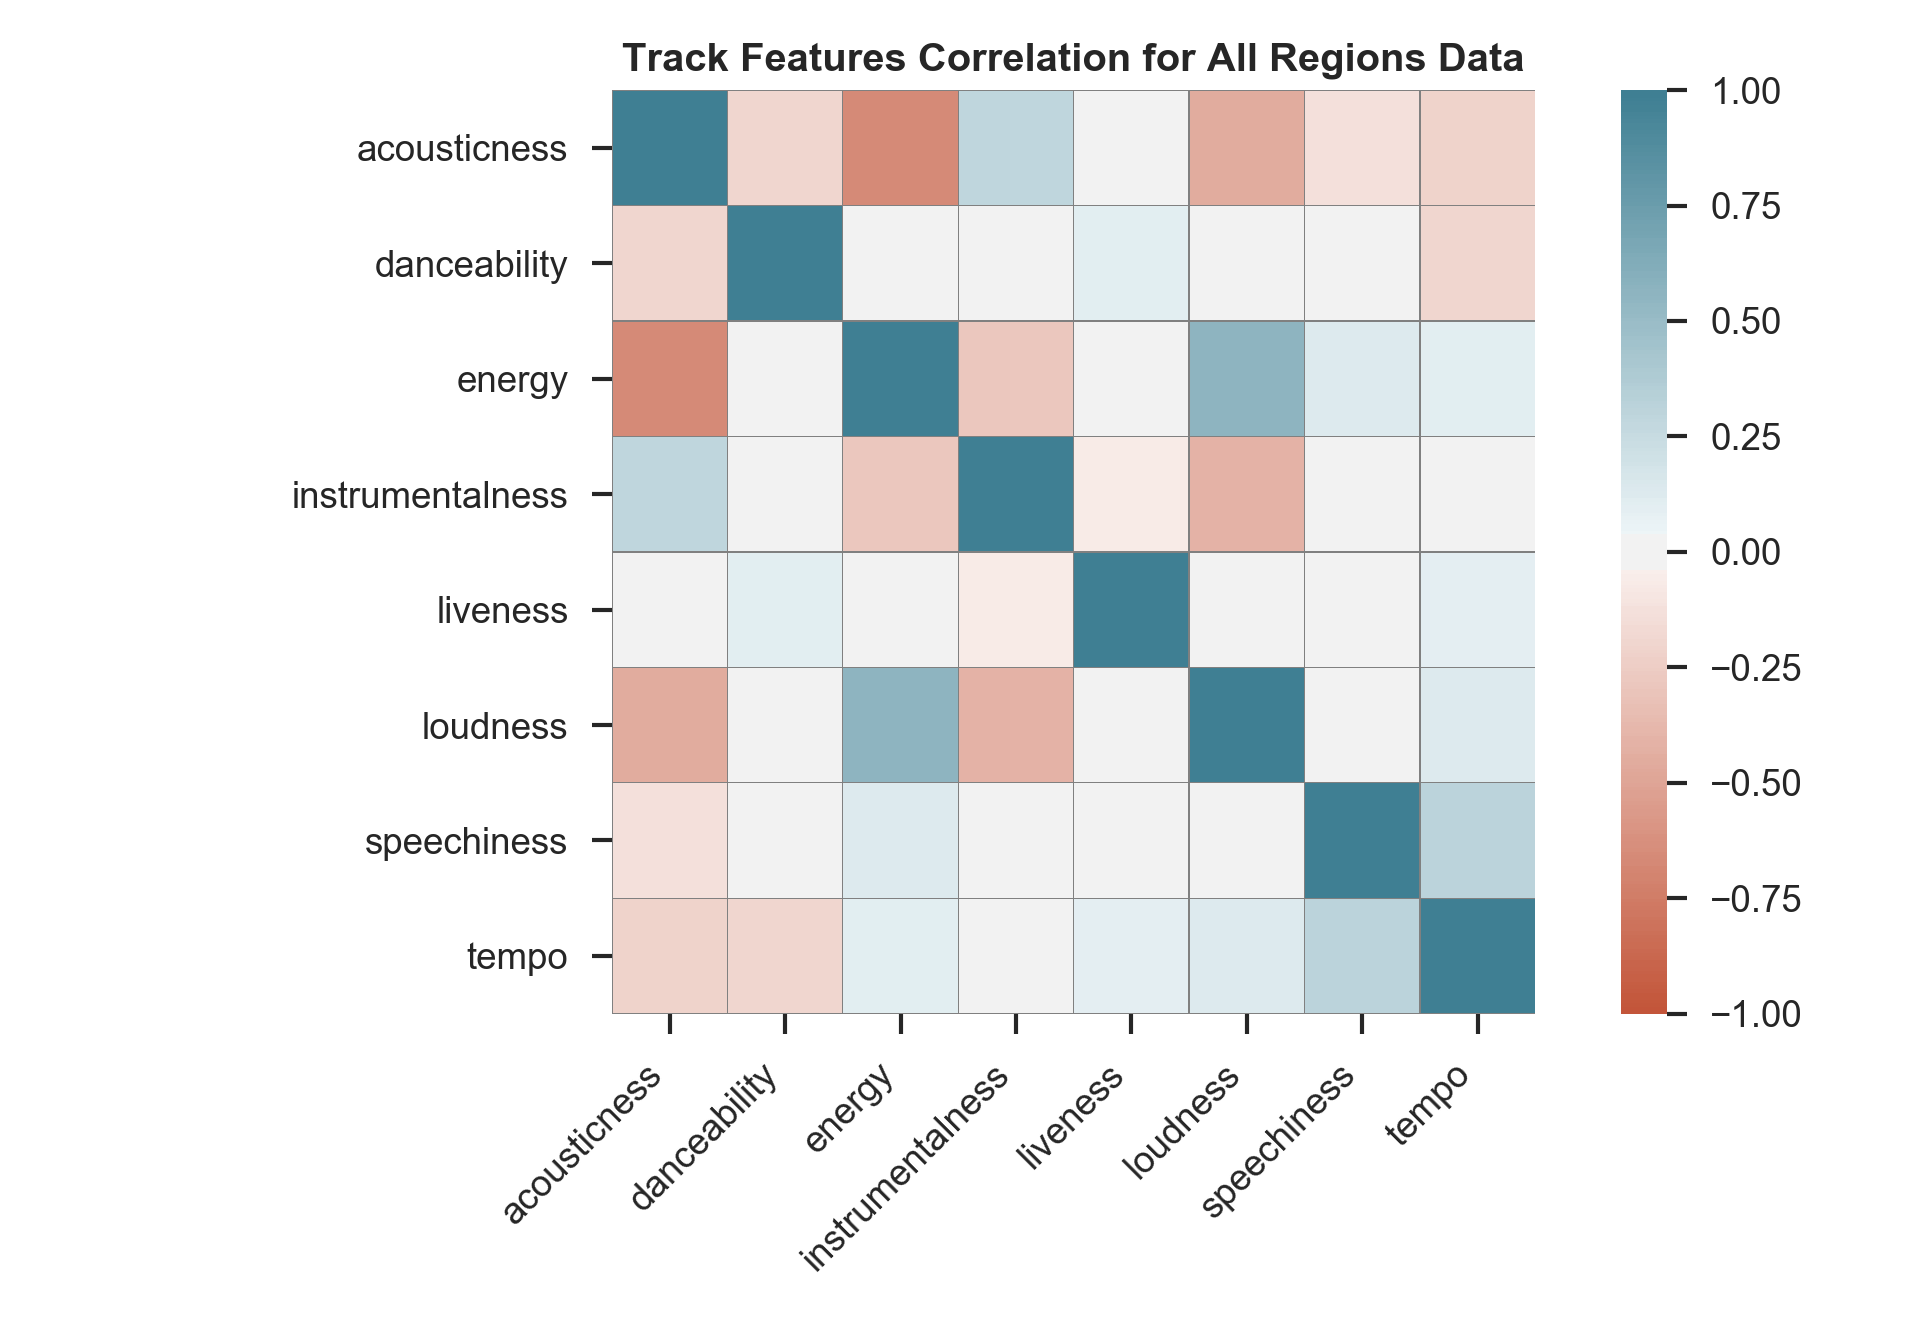 Track Features Correlation for All Regions Data
acousticness
danceability
energy
instrumentalness
liveness
loudness
speechiness
tempo
acousticness
danceability
energy
instrumentalness
liveness
loudness
speechiness
tempo
1.00
0.75
0.50
0.25
0.00
−0.25
−0.50
−0.75
−1.00